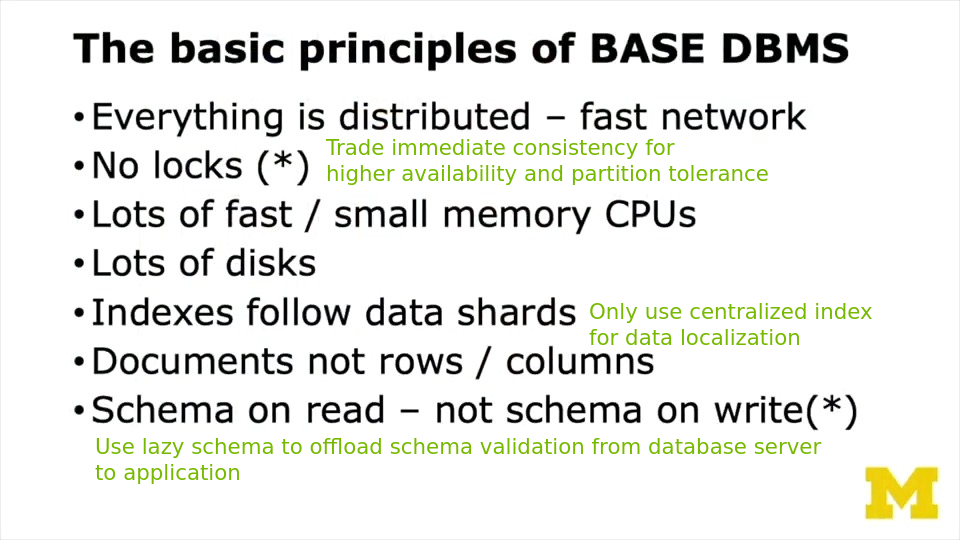 The basic principles of BASE DBMS
• Everything is distributed – fast network
• No locks (*)
Trade immediate consistency for
higher availability and partition tolerance
• Lots of fast / small memory CPUs
• Lots of disks
• Indexes follow data shards
Only use centralized index
for data localization
• Documents not rows / columns
• Schema on read – not schema on write(*)
Use lazy schema to offload schema validation from database server
to application
M